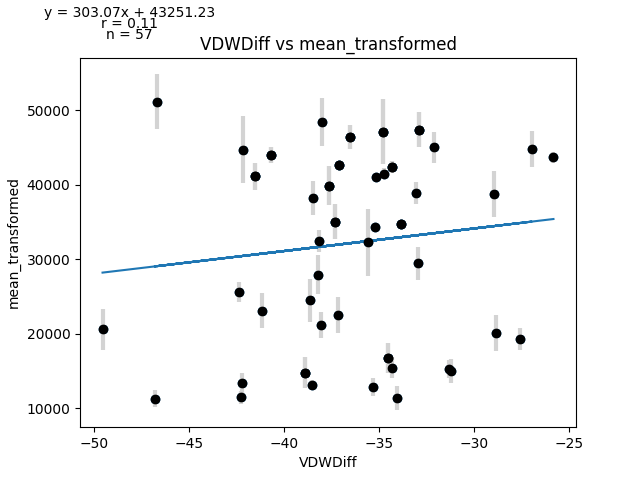 y = 303.07x + 43251.23
r = 0.11
n = 57
VDWDiff vs mean_transformed
mean_transformed
50000
40000
30000
20000
10000
−50
−45
−40
−35
−30
−25
VDWDiff